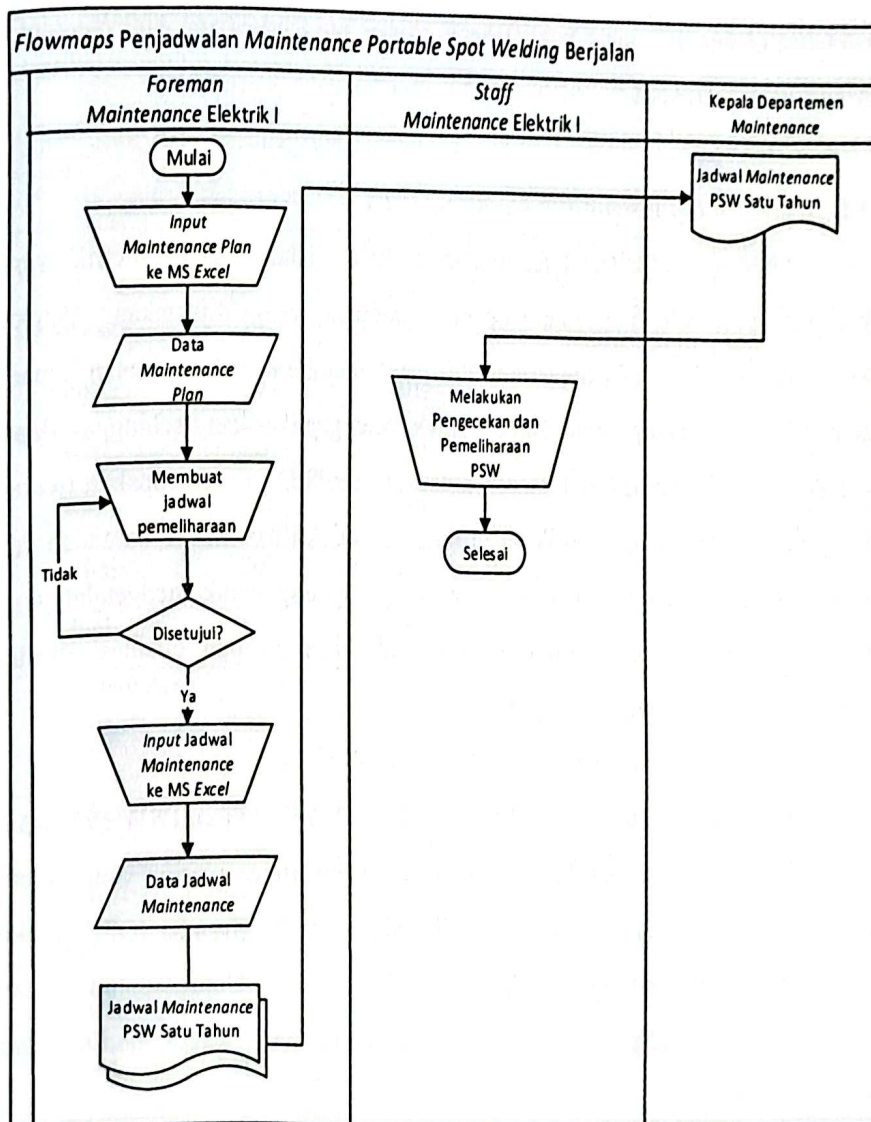 Flowmaps Penjadwalan Maintenance Portable Spot Welding Berjalan
Foreman
Maintenance Elektrik I
Staff
Maintenance Elektrik I
Kepala Departemen
Maintenance
Mulai
Input
Maintenance Plan
ke MS Excel
Data
Maintenance
Plan
Membuat
jadwal
pemeliharaan
Tidak
Disetujui?
Ya
Input Jadwal
Maintenance
ke MS Excel
Data Jadwal
Maintenance
Jadwal Maintenance
PSW Satu Tahun
Jadwal Maintenance
PSW Satu Tahun
Melakukan
Pengecekan dan
Pemeliharaan
PSW
Selesai